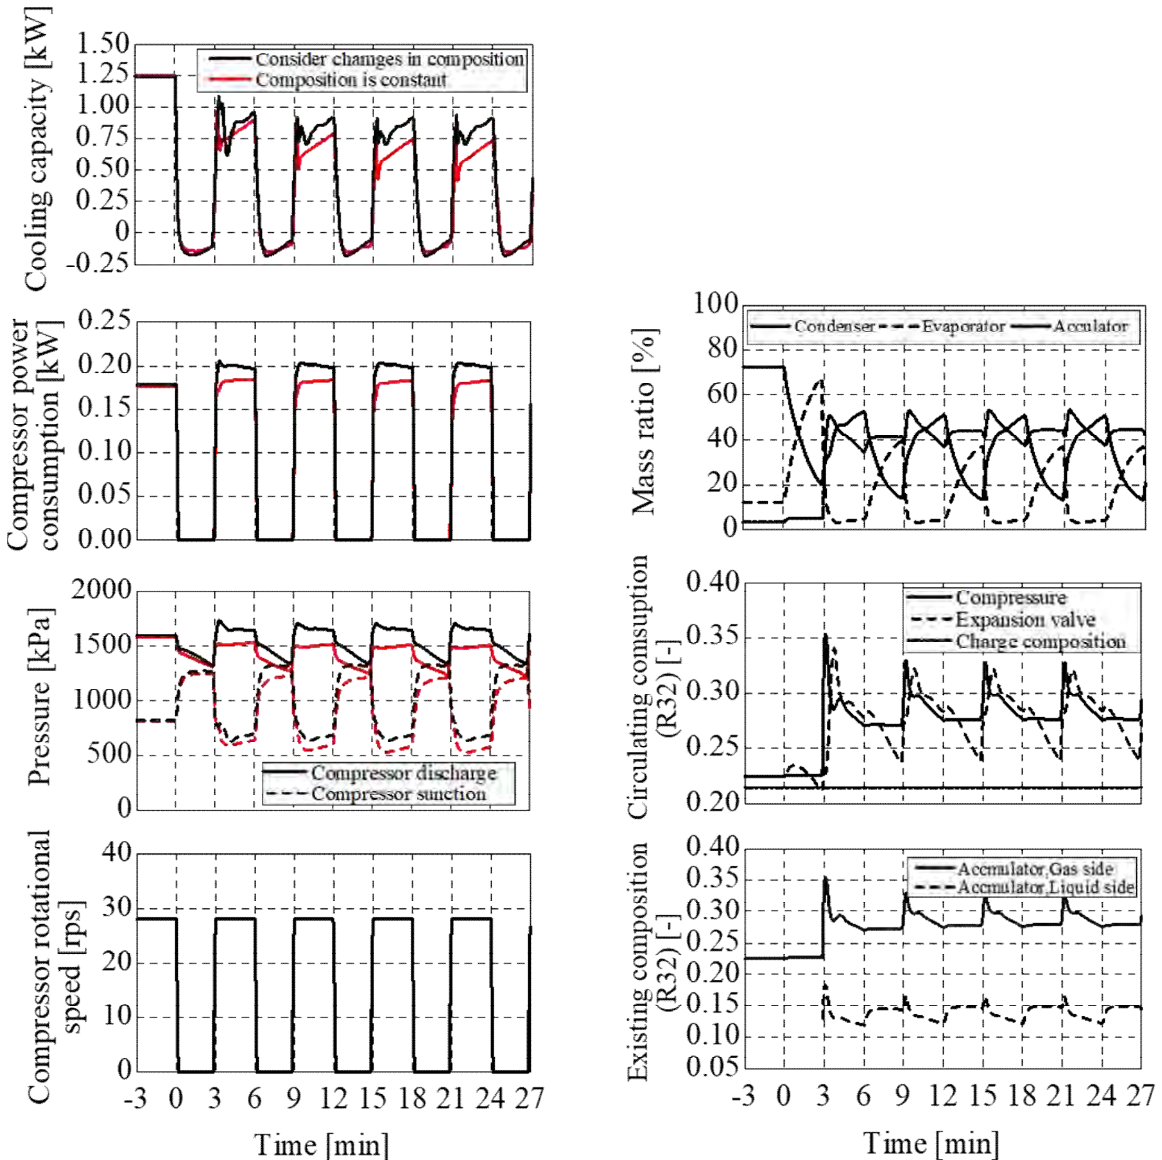 Cooling capacity [kW]
1.50
1.25
1.00
0.75
0.50
0.25
0
-0.25
Consider chamges in composition
Composition is constant
Compressor power
consumption [kW]
0.25
0.20
0.15
0.10
0.05
0.00
Pressure [kPa]
2000
1500
1000
500
0
Compressor discharge
Compressor sunction
Compressor rotational
speed [rps]
40
30
20
10
0
-3 0 3 6 9 12 15 18 21 24 27
Time [min]
Mass ratio [%]
100
80
60
40
20
0
Condenser Evaporator Acculator
Circulating consuption
(R32) [-]
0.40
0.35
0.30
0.25
0.20
Compressure
Expansion valve
Charge composition
Existing composition
(R32) [-]
0.40
0.35
0.30
0.25
0.20
0.15
0.10
0.05
Accmulator,Gas side
Accmulator,Liquid side
-3 0 3 6 9 12 15 18 21 24 27
Time [min]